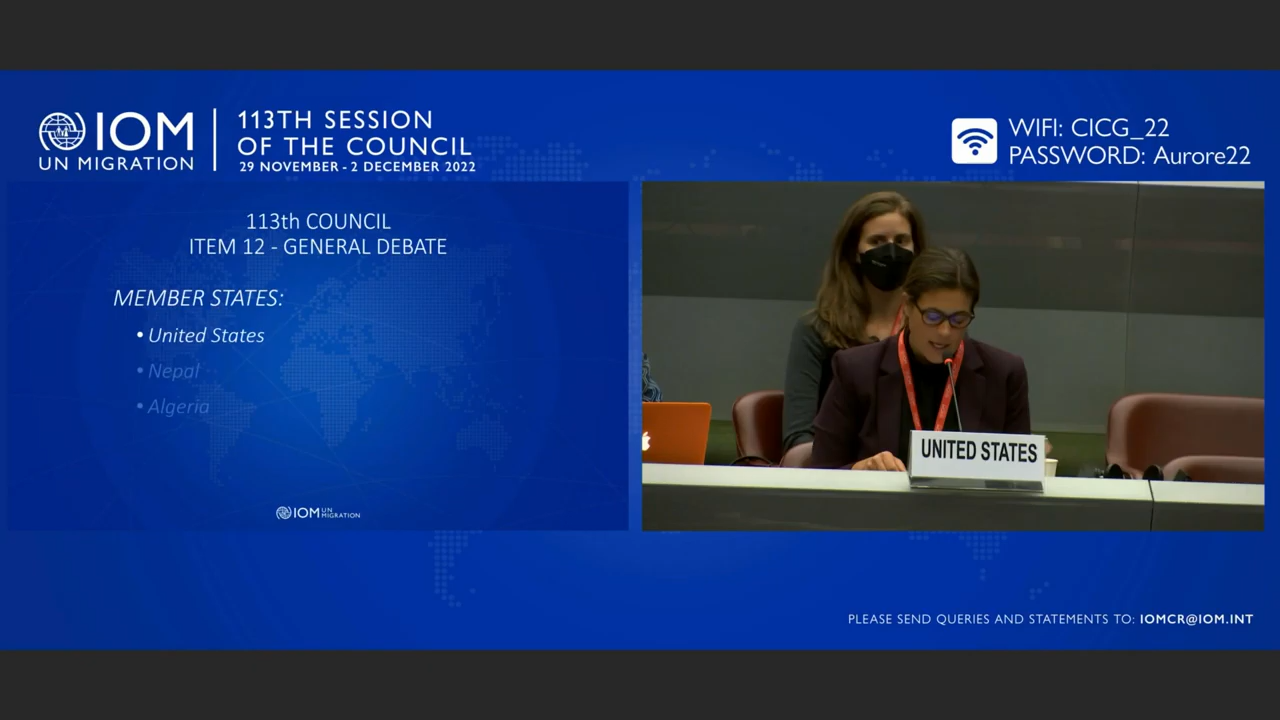 IOM
UN MIGRATION
113TH SESSION
OF THE COUNCIL
29 NOVEMBER - 2 DECEMBER 2022
WIFI: CICG_22
PASSWORD: Aurore22
113th COUNCIL
ITEM 12 - GENERAL DEBATE
MEMBER STATES:
• United States
• Nepal
• Algeria
IOM UN
MIGRATION
UNITED STATES
PLEASE SEND QUERIES AND STATEMENTS TO: IOMCR@IOM.INT